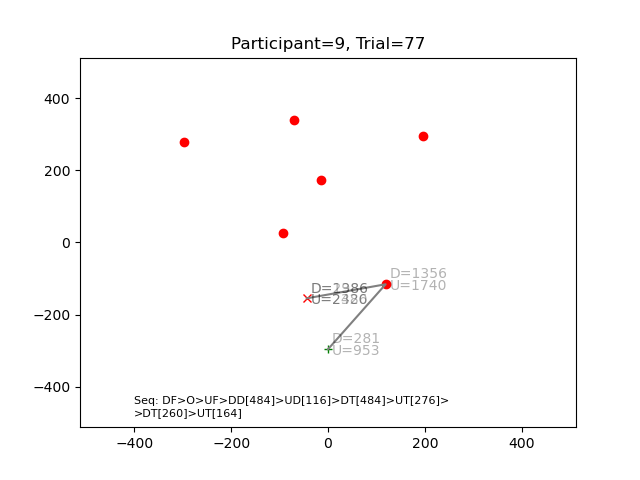 Participant=9, Trial=77
400
200
0
−200
−400
D=1356
U=1740
D=281
U=953
Seq: DF>O>UF>DD[484]>UD[116]>DT[484]>UT[276]>
>DT[260]>UT[164]
−400
−200
0
200
400